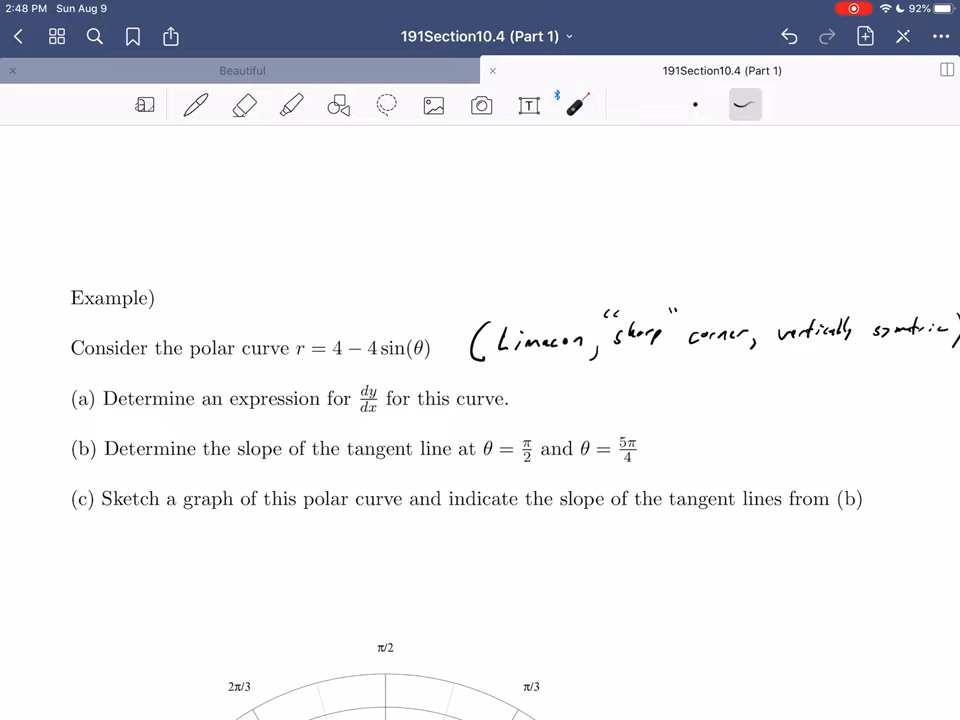 2:48 PM Sun Aug 9
92%
191Section10.4 (Part 1)
Beautiful
191Section10.4 (Part 1)
T
Example)
Consider the polar curve r = 4 − 4 sin(θ) (Limacon, "sharp" corner, vertically symetric)
(a) Determine an expression for dy/dx for this curve.
(b) Determine the slope of the tangent line at θ = π/2 and θ = 5π/4
(c) Sketch a graph of this polar curve and indicate the slope of the tangent lines from (b)
π/2
2π/3
π/3